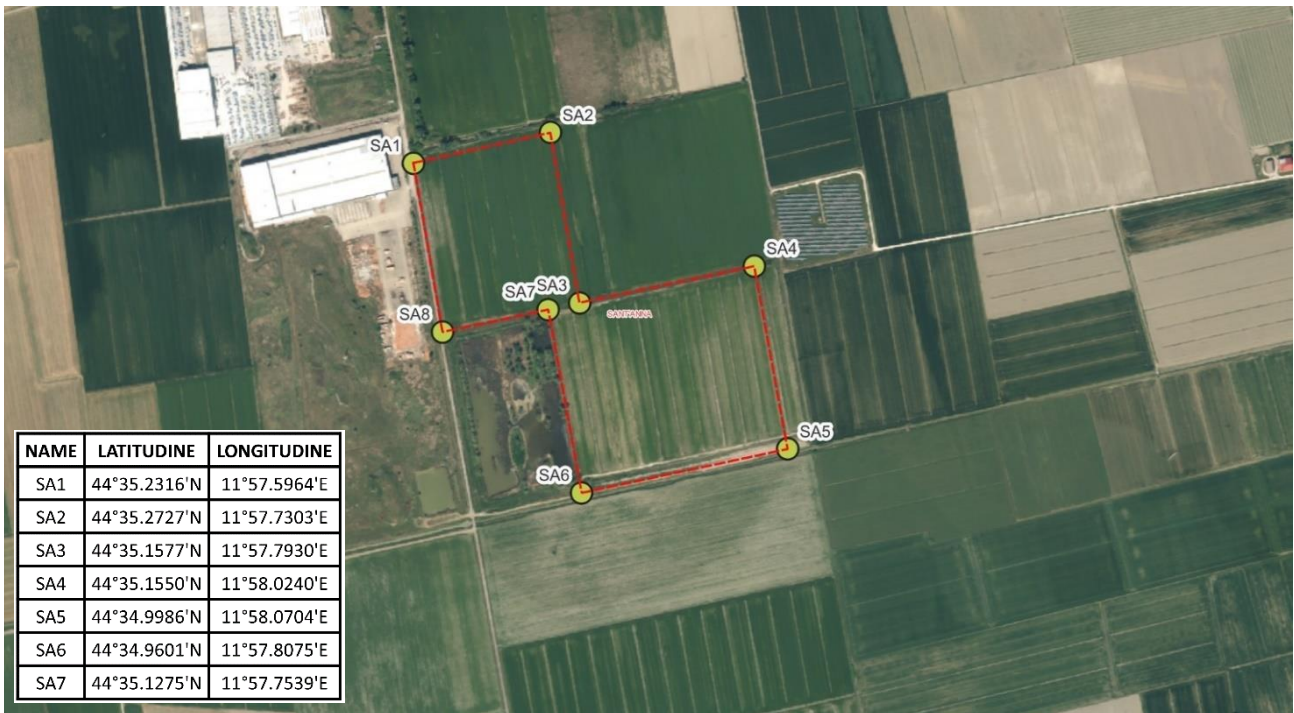 SA2
SA1
SA4
SA7 SA3
SA8
SANT'ANNA
SA5
SA6
NAME LATITUDINE LONGITUDINE
SA1 44°35.2316'N 11°57.5964'E
SA2 44°35.2727'N 11°57.7303'E
SA3 44°35.1577'N 11°57.7930'E
SA4 44°35.1550'N 11°58.0240'E
SA5 44°34.9986'N 11°58.0704'E
SA6 44°34.9601'N 11°57.8075'E
SA7 44°35.1275'N 11°57.7539'E